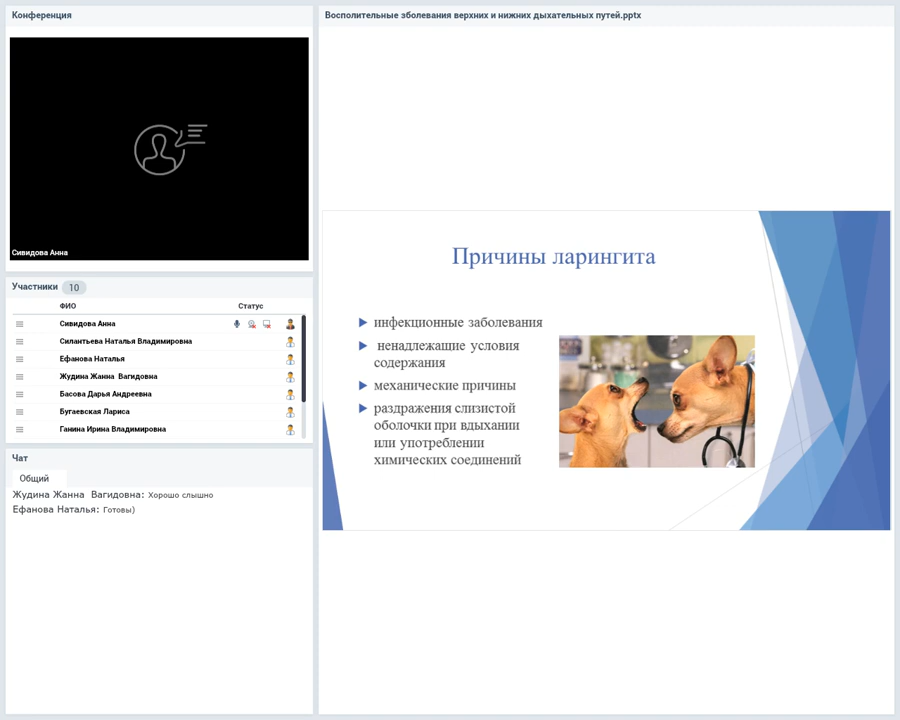 Конференция
Сивидова Анна
Участники 10
ФИО Статус
Сивидова Анна
Силантьева Наталья Владимировна
Ефанова Наталья
Жудина Жанна Вагидовна
Басова Дарья Андреевна
Бугаевская Лариса
Ганина Ирина Владимировна
Чат
Общий
Жудина Жанна Вагидовна: Хорошо слышно
Ефанова Наталья: Готовы)
Восполительные эболевания верхних и нижних дыхательных путей.pptx
Причины ларингита
инфекционные заболевания
ненадлежащие условия
содержания
механические причины
раздражения слизистой
оболочки при вдыхании
или употреблении
химических соединений